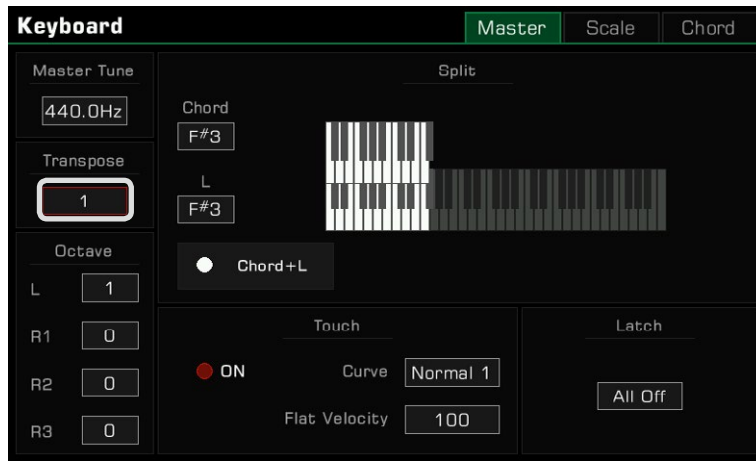 Keyboard
Master
Scale
Chord
Master Tune
440.0Hz
Transpose
1
Octave
L
1
R1
0
R2
0
R3
0
Split
Chord
F#3
L
F#3
Chord+L
Touch
ON
Curve
Normal 1
Flat Velocity
100
Latch
All Off